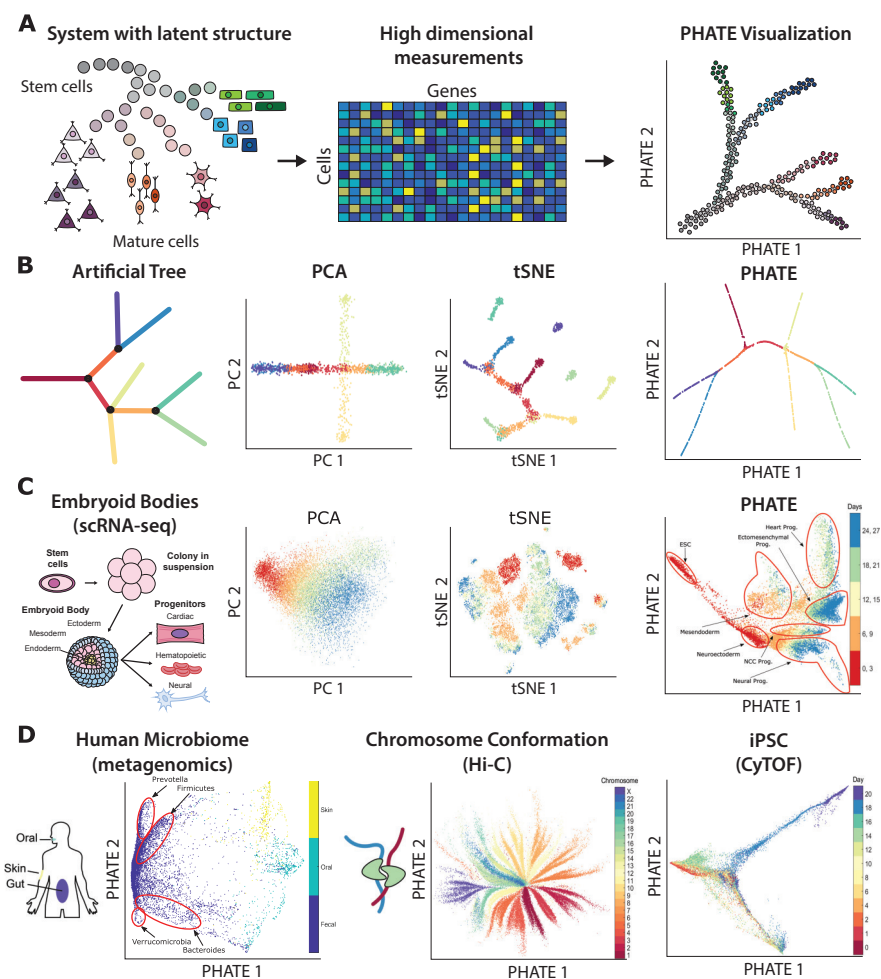 A
System with latent structure
High dimensional
measurements
PHATE Visualization
Stem cells
Mature cells
Genes
Cells
PHATE 2
PHATE 1
B
Artificial Tree
PCA
PC 2
PC 1
tSNE
tSNE 2
tSNE 1
PHATE
PHATE 2
PHATE 1
C
Embryoid Bodies
(scRNA-seq)
Stem
cells
Colony in
suspension
Embryoid Body
Ectoderm
Mesoderm
Endoderm
Progenitors
Cardiac
Hematopoietic
Neural
PCA
PC 2
PC 1
tSNE
tSNE 2
tSNE 1
PHATE
PHATE 2
PHATE 1
ESC
Heart Prog.
Ectomesenchymal
Prog.
Mesendoderm
Neuroectoderm
NCC Prog.
Neural Prog.
Days
24, 27
18, 21
12, 15
6, 9
0, 3
D
Human Microbiome
(metagenomics)
Oral
Skin
Gut
Prevotella
Firmicutes
Verrucomicrobia
Bacteroides
PHATE 2
PHATE 1
Skin
Oral
Fecal
Chromosome Conformation
(Hi-C)
PHATE 2
PHATE 1
Chromosome
X
22
21
20
19
18
17
16
15
14
13
12
11
10
9
8
7
6
5
4
3
2
1
iPSC
(CyTOF)
PHATE 2
PHATE 1
Day
20
18
16
14
12
10
8
6
4
2
0